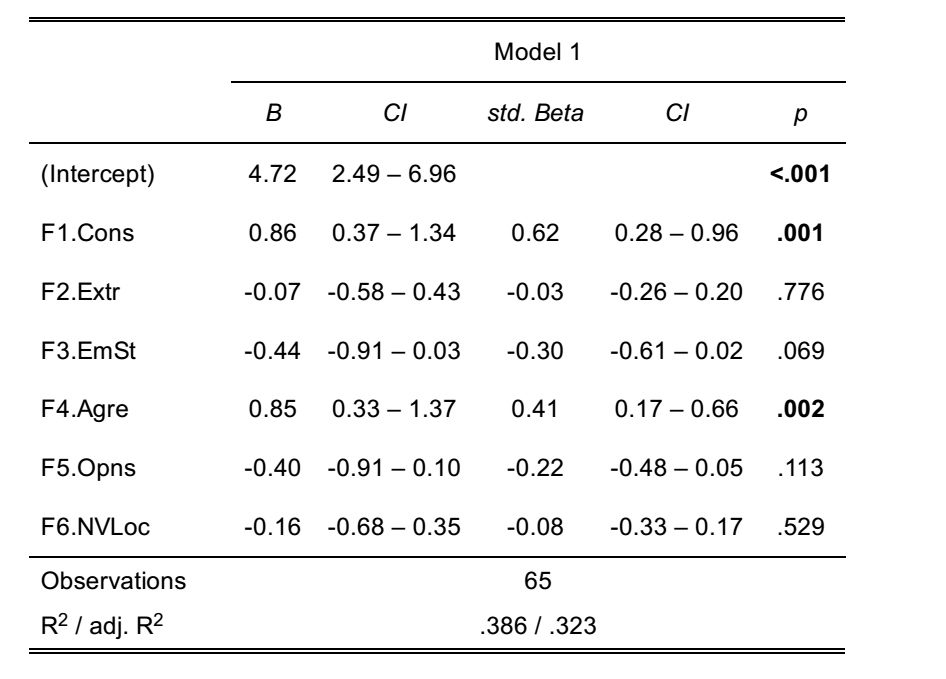 Model 1
B CI std. Beta CI p
(Intercept) 4.72 2.49 – 6.96 <.001
F1.Cons 0.86 0.37 – 1.34 0.62 0.28 – 0.96 .001
F2.Extr -0.07 -0.58 – 0.43 -0.03 -0.26 – 0.20 .776
F3.EmSt -0.44 -0.91 – 0.03 -0.30 -0.61 – 0.02 .069
F4.Agre 0.85 0.33 – 1.37 0.41 0.17 – 0.66 .002
F5.Opns -0.40 -0.91 – 0.10 -0.22 -0.48 – 0.05 .113
F6.NVLoc -0.16 -0.68 – 0.35 -0.08 -0.33 – 0.17 .529
Observations 65
R² / adj. R² .386 / .323